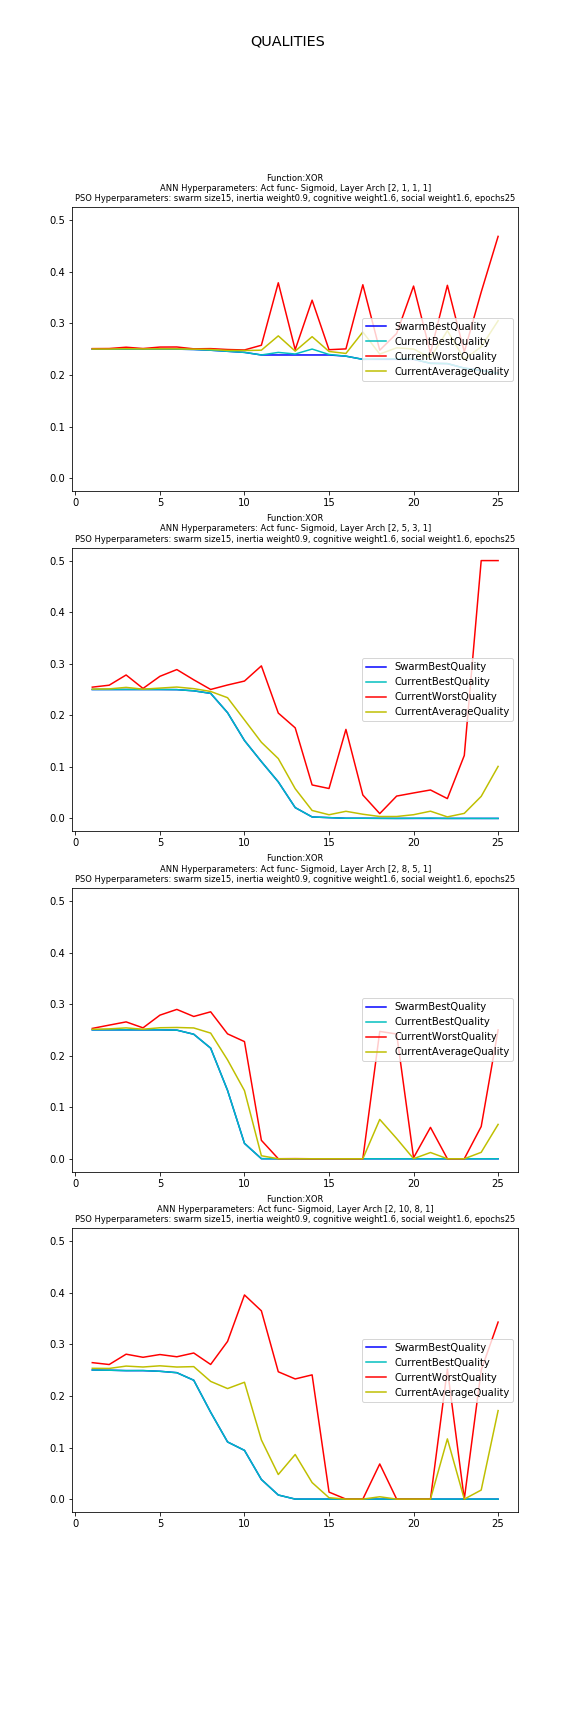 QUALITIES
Function:XOR
ANN Hyperparameters: Act func- Sigmoid, Layer Arch [2, 1, 1, 1]
PSO Hyperparameters: swarm size15, inertia weight0.9, cognitive weight1.6, social weight1.6, epochs25
0.5
0.4
0.3
0.2
0.1
0.0
SwarmBestQuality
CurrentBestQuality
CurrentWorstQuality
CurrentAverageQuality
0 5 10 15 20 25
Function:XOR
ANN Hyperparameters: Act func- Sigmoid, Layer Arch [2, 5, 3, 1]
PSO Hyperparameters: swarm size15, inertia weight0.9, cognitive weight1.6, social weight1.6, epochs25
0.5
0.4
0.3
0.2
0.1
0.0
SwarmBestQuality
CurrentBestQuality
CurrentWorstQuality
CurrentAverageQuality
0 5 10 15 20 25
Function:XOR
ANN Hyperparameters: Act func- Sigmoid, Layer Arch [2, 8, 5, 1]
PSO Hyperparameters: swarm size15, inertia weight0.9, cognitive weight1.6, social weight1.6, epochs25
0.5
0.4
0.3
0.2
0.1
0.0
SwarmBestQuality
CurrentBestQuality
CurrentWorstQuality
CurrentAverageQuality
0 5 10 15 20 25
Function:XOR
ANN Hyperparameters: Act func- Sigmoid, Layer Arch [2, 10, 8, 1]
PSO Hyperparameters: swarm size15, inertia weight0.9, cognitive weight1.6, social weight1.6, epochs25
0.5
0.4
0.3
0.2
0.1
0.0
SwarmBestQuality
CurrentBestQuality
CurrentWorstQuality
CurrentAverageQuality
0 5 10 15 20 25